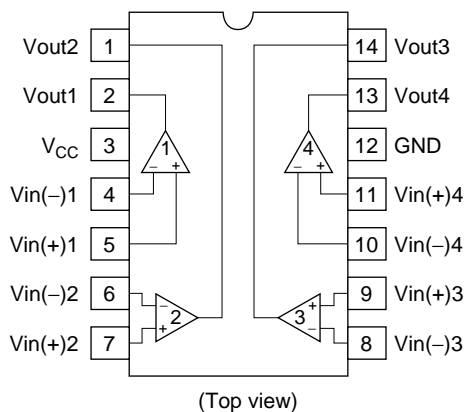 Vout2 1 14 Vout3
Vout1 2 13 Vout4
VCC 3 1 4 12 GND
− + − +
Vin(−)1 4 11 Vin(+)4
Vin(+)1 5 10 Vin(−)4
Vin(−)2 6 − + 9 Vin(+)3
2 3
Vin(+)2 7 + − 8 Vin(−)3
(Top view)